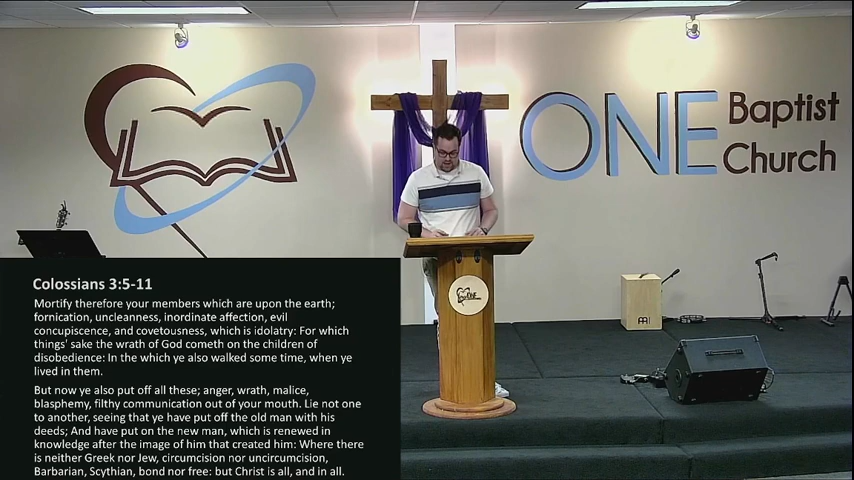 ONE Baptist
Church
ONE
Colossians 3:5-11
Mortify therefore your members which are upon the earth;
fornication, uncleanness, inordinate affection, evil
concupiscence, and covetousness, which is idolatry: For which
things' sake the wrath of God cometh on the children of
disobedience: In the which ye also walked some time, when ye
lived in them.
But now ye also put off all these; anger, wrath, malice,
blasphemy, filthy communication out of your mouth. Lie not one
to another, seeing that ye have put off the old man with his
deeds; And have put on the new man, which is renewed in
knowledge after the image of him that created him: Where there
is neither Greek nor Jew, circumcision nor uncircumcision,
Barbarian, Scythian, bond nor free: but Christ is all, and in all.